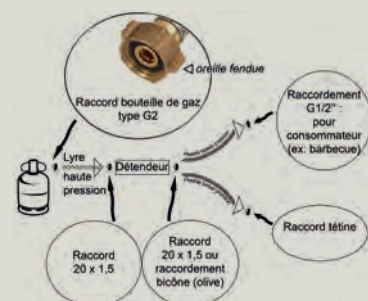 oreille fendue
Raccord bouteille de gaz
type G2
Raccordement
G1/2" :
pour
consommateur
(ex: barbecue)
Lyre
haute
pression
Détendeur
Raccord tétine
Raccord
20 x 1,5
Raccord
20 x 1,5 ou
raccordement
bicône (olive)